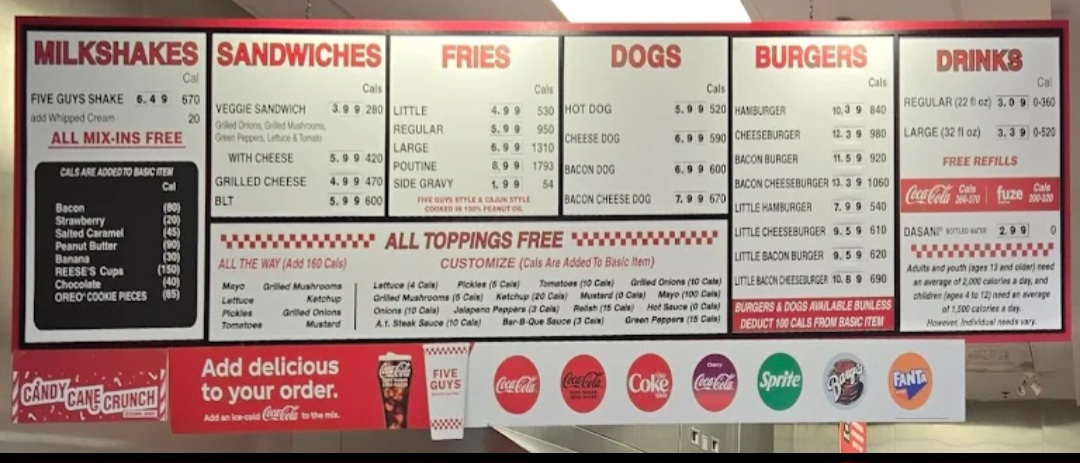 MILKSHAKES
Cal
FIVE GUYS SHAKE 6.49 670
add Whipped Cream 20
ALL MIX-INS FREE
CALS ARE ADDED TO BASIC ITEM
Cal
Bacon (80)
Strawberry (20)
Salted Caramel (45)
Peanut Butter (90)
Banana (30)
REESE'S Cups (150)
Chocolate (40)
OREO® COOKIE PIECES (65)
SANDWICHES
Cals
VEGGIE SANDWICH 3.99 280
Grilled Onions, Grilled Mushrooms,
Green Peppers, Lettuce & Tomato
WITH CHEESE 5.99 420
GRILLED CHEESE 4.99 470
BLT 5.99 600
FRIES
Cals
LITTLE 4.99 530
REGULAR 5.99 950
LARGE 6.99 1310
POUTINE 8.99 1793
SIDE GRAVY 1.99 54
FIVE GUYS STYLE & CAJUN STYLE
COOKED IN 100% PEANUT OIL
DOGS
Cals
HOT DOG 5.99 520
CHEESE DOG 6.99 590
BACON DOG 6.99 600
BACON CHEESE DOG 7.99 670
ALL TOPPINGS FREE
ALL THE WAY (Add 160 Cals)
Mayo Grilled Mushrooms
Lettuce Ketchup
Pickles Grilled Onions
Tomatoes Mustard
CUSTOMIZE (Cals Are Added To Basic Item)
Lettuce (4 Cals) Pickles (5 Cals) Tomatoes (10 Cals) Grilled Onions (10 Cals)
Grilled Mushrooms (5 Cals) Ketchup (20 Cals) Mustard (0 Cals) Mayo (100 Cals)
Onions (10 Cals) Jalapeno Peppers (3 Cals) Relish (15 Cals) Hot Sauce (0 Cals)
A.1. Steak Sauce (10 Cals) Bar-B-Que Sauce (3 Cals) Green Peppers (15 Cals)
BURGERS
Cals
HAMBURGER 10.39 840
CHEESEBURGER 12.39 980
BACON BURGER 11.59 920
BACON CHEESEBURGER 13.39 1060
LITTLE HAMBURGER 7.99 540
LITTLE CHEESEBURGER 9.59 610
LITTLE BACON BURGER 9.59 620
LITTLE BACON CHEESEBURGER 10.89 690
BURGERS & DOGS AVAILABLE BUNLESS
DEDUCT 100 CALS FROM BASIC ITEM
DRINKS
Cal
REGULAR (22 fl oz) 3.09 0-360
LARGE (32 fl oz) 3.39 0-520
FREE REFILLS
Coca-Cola Cals 260-370 fuze Cals 200-320
DASANI® BOTTLED WATER 2.99 0
Adults and youth (ages 13 and older) need
an average of 2,000 calories a day, and
children (ages 4 to 12) need an average
of 1,500 calories a day.
However, individual needs vary.
CANDY CANE CRUNCH
Add delicious
to your order.
Add an ice-cold Coca-Cola to the mix.
Coca-Cola
FIVE
GUYS
Coca-Cola
Coca-Cola
Coke
Cherry
Coca-Cola
Sprite
Barq's
FANTA